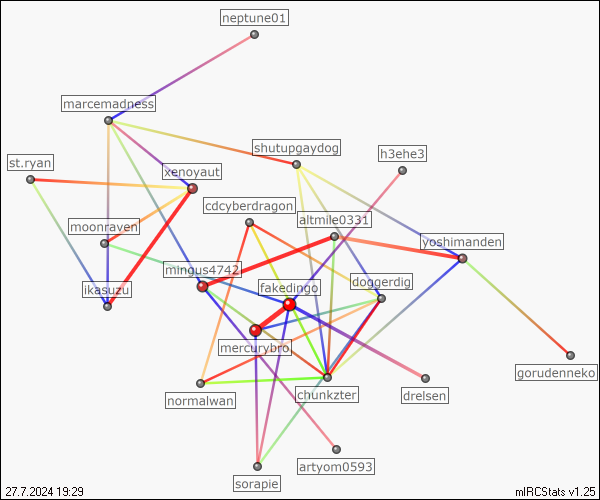 neptune01
marcemadness
shutupgaydog
h3ehe3
st.ryan
xenoyaut
cdcyberdragon
altmile0331
moonraven
yoshimanden
mingus4742
fakedingo
doggerdig
ikasuzu
mercurybro
gorudenneko
normalwan
chunkzter
drelsen
artyom0593
sorapie
27.7.2024 19:29
mIRCStats v1.25